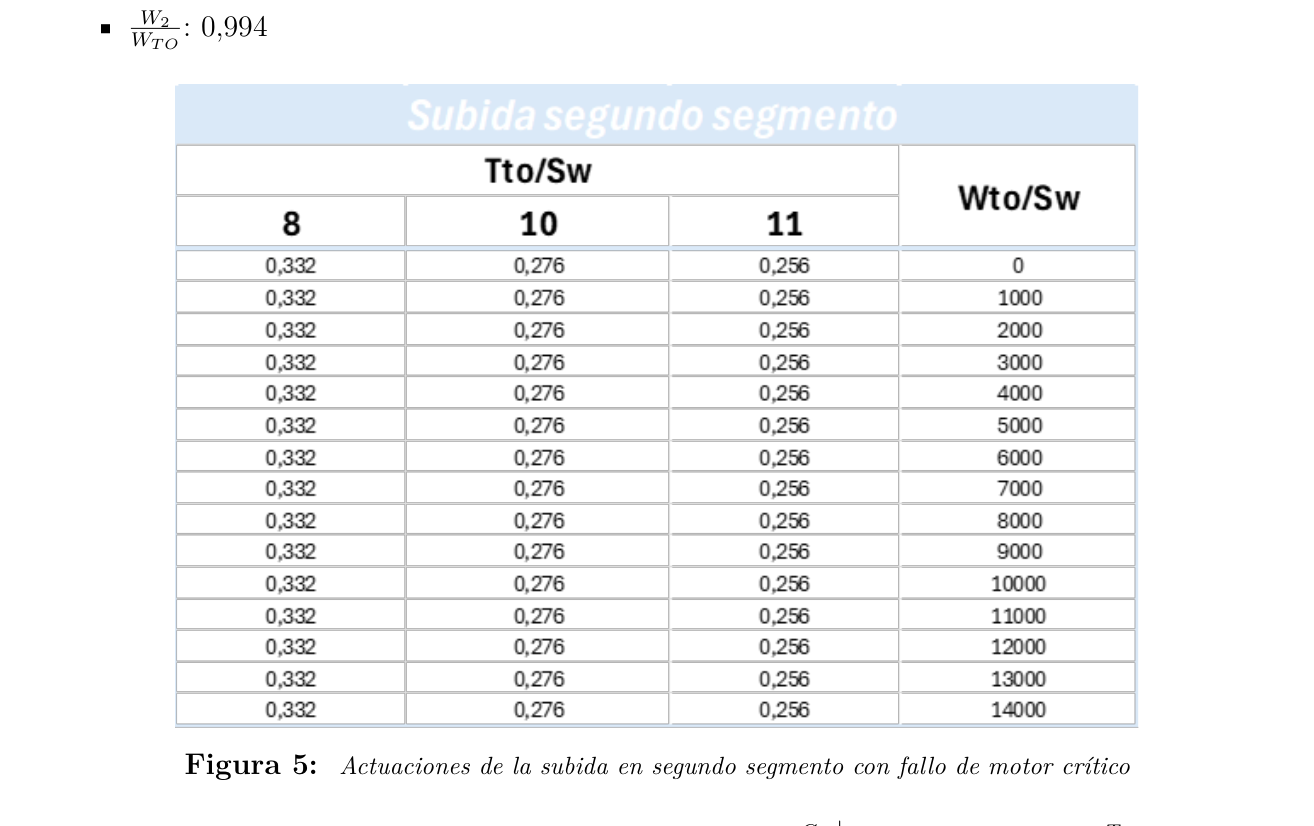 ▪ W2/WTO: 0,994
Subida segundo segmento
Tto/Sw Wto/Sw
8 10 11
0,332 0,276 0,256 0
0,332 0,276 0,256 1000
0,332 0,276 0,256 2000
0,332 0,276 0,256 3000
0,332 0,276 0,256 4000
0,332 0,276 0,256 5000
0,332 0,276 0,256 6000
0,332 0,276 0,256 7000
0,332 0,276 0,256 8000
0,332 0,276 0,256 9000
0,332 0,276 0,256 10000
0,332 0,276 0,256 11000
0,332 0,276 0,256 12000
0,332 0,276 0,256 13000
0,332 0,276 0,256 14000
Figura 5: Actuaciones de la subida en segundo segmento con fallo de motor crítico